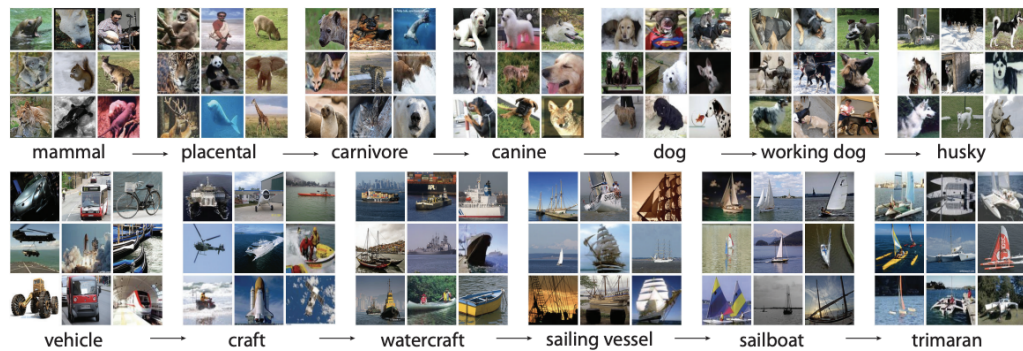 mammal → placental → carnivore → canine → dog → working dog → husky
vehicle → craft → watercraft → sailing vessel → sailboat → trimaran